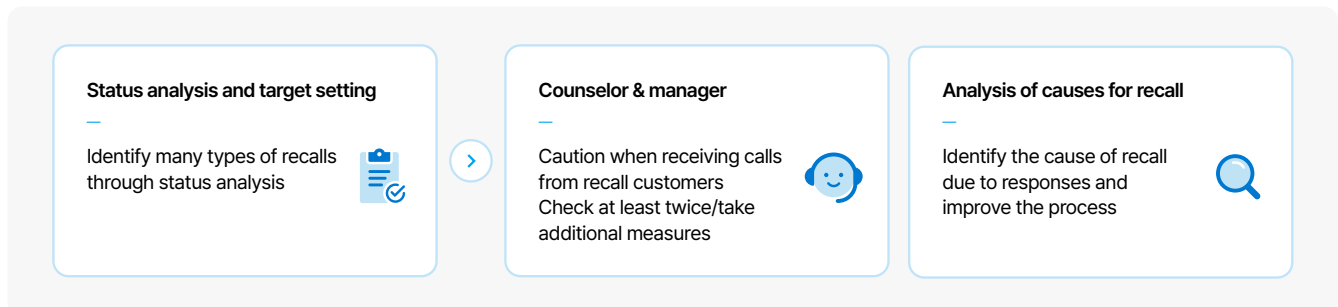 Status analysis and target setting
Identify many types of recalls
through status analysis
Counselor & manager
Caution when receiving calls
from recall customers
Check at least twice/take
additional measures
Analysis of causes for recall
Identify the cause of recall
due to responses and
improve the process